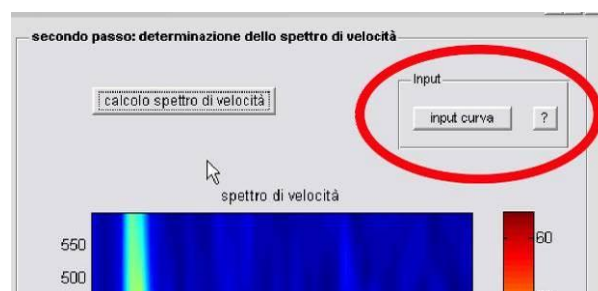 secondo passo: determinazione dello spettro di velocità
Input
calcolo spettro di velocità
input curva
?
spettro di velocità
550
60
500